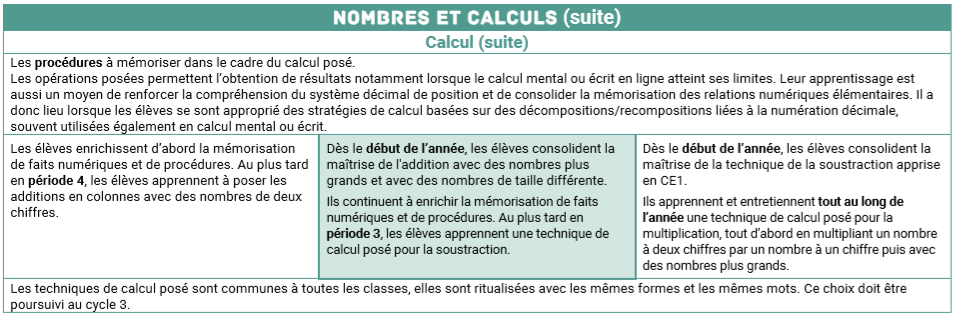 NOMBRES ET CALCULS (suite)
Calcul (suite)
Les procédures à mémoriser dans le cadre du calcul posé.
Les opérations posées permettent l'obtention de résultats notamment lorsque le calcul mental ou écrit en ligne atteint ses limites. Leur apprentissage est
aussi un moyen de renforcer la compréhension du système décimal de position et de consolider la mémorisation des relations numériques élémentaires. Il a
donc lieu lorsque les élèves se sont approprié des stratégies de calcul basées sur des décompositions/recompositions liées à la numération décimale,
souvent utilisées également en calcul mental ou écrit.
Les élèves enrichissent d'abord la mémorisation
de faits numériques et de procédures. Au plus tard
en période 4, les élèves apprennent à poser les
additions en colonnes avec des nombres de deux
chiffres.
Dès le début de l'année, les élèves consolident la
maîtrise de l'addition avec des nombres plus
grands et avec des nombres de taille différente.
Ils continuent à enrichir la mémorisation de faits
numériques et de procédures. Au plus tard en
période 3, les élèves apprennent une technique de
calcul posé pour la soustraction.
Dès le début de l'année, les élèves consolident la
maîtrise de la technique de la soustraction apprise
en CE1.
Ils apprennent et entretiennent tout au long de
l'année une technique de calcul posé pour la
multiplication, tout d'abord en multipliant un nombre
à deux chiffres par un nombre à un chiffre puis avec
des nombres plus grands.
Les techniques de calcul posé sont communes à toutes les classes, elles sont ritualisées avec les mêmes formes et les mêmes mots. Ce choix doit être
poursuivi au cycle 3.